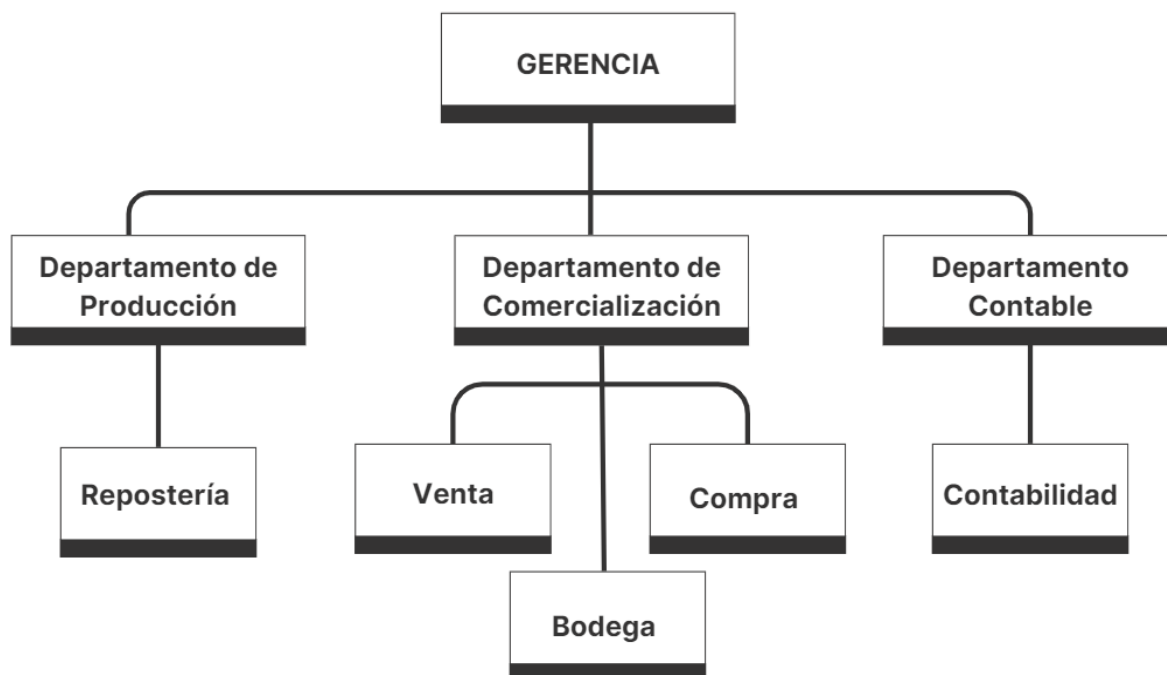 GERENCIA
Departamento de
Producción
Departamento de
Comercialización
Departamento
Contable
Repostería
Venta
Compra
Contabilidad
Bodega